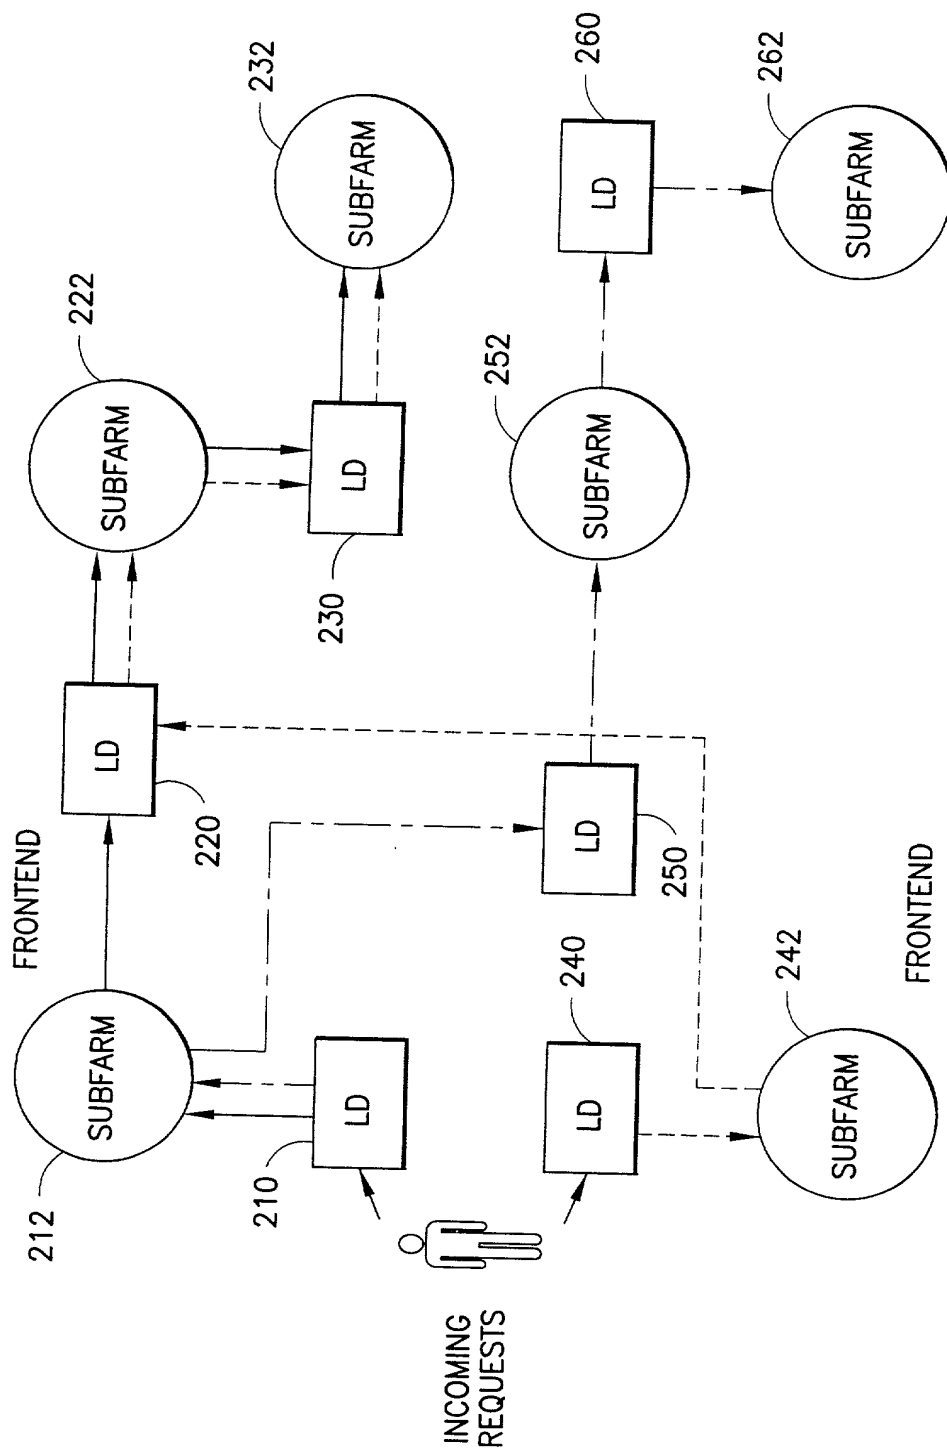 FRONTEND
SUBFARM
212
LD
210
LD
220
SUBFARM
222
LD
230
SUBFARM
232
INCOMING
REQUESTS
LD
240
SUBFARM
242
FRONTEND
LD
250
SUBFARM
252
LD
260
SUBFARM
262